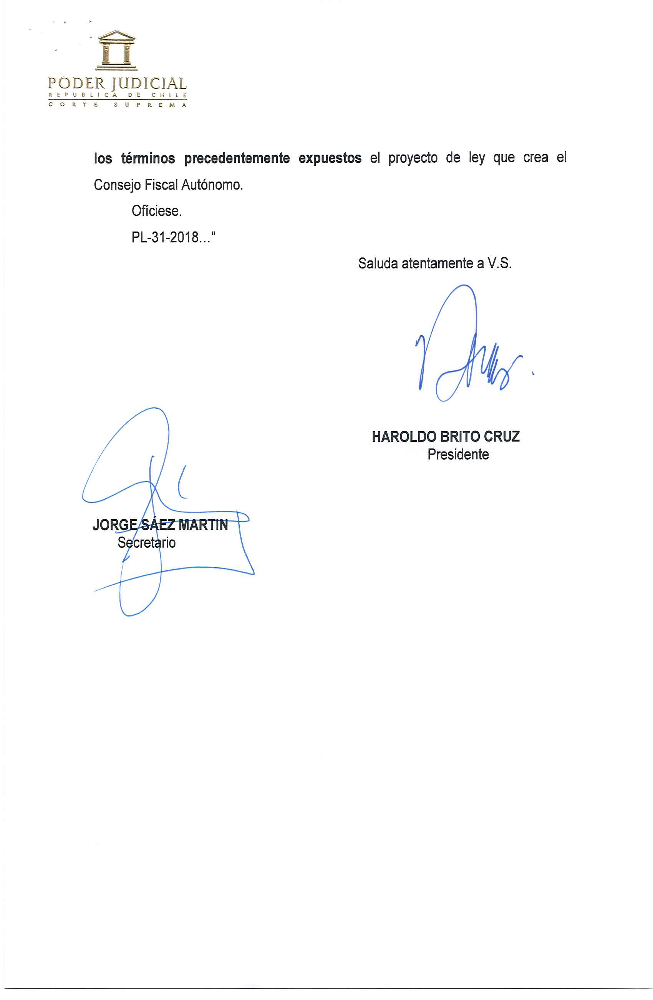 PODER JUDICIAL
REPUBLICA DE CHILE
CORTE SUPREMA
los términos precedentemente expuestos el proyecto de ley que crea el
Consejo Fiscal Autónomo.
Ofíciese.
PL-31-2018...“
Saluda atentamente a V.S.
HAROLDO BRITO CRUZ
Presidente
JORGE SÁEZ MARTIN
Secretario